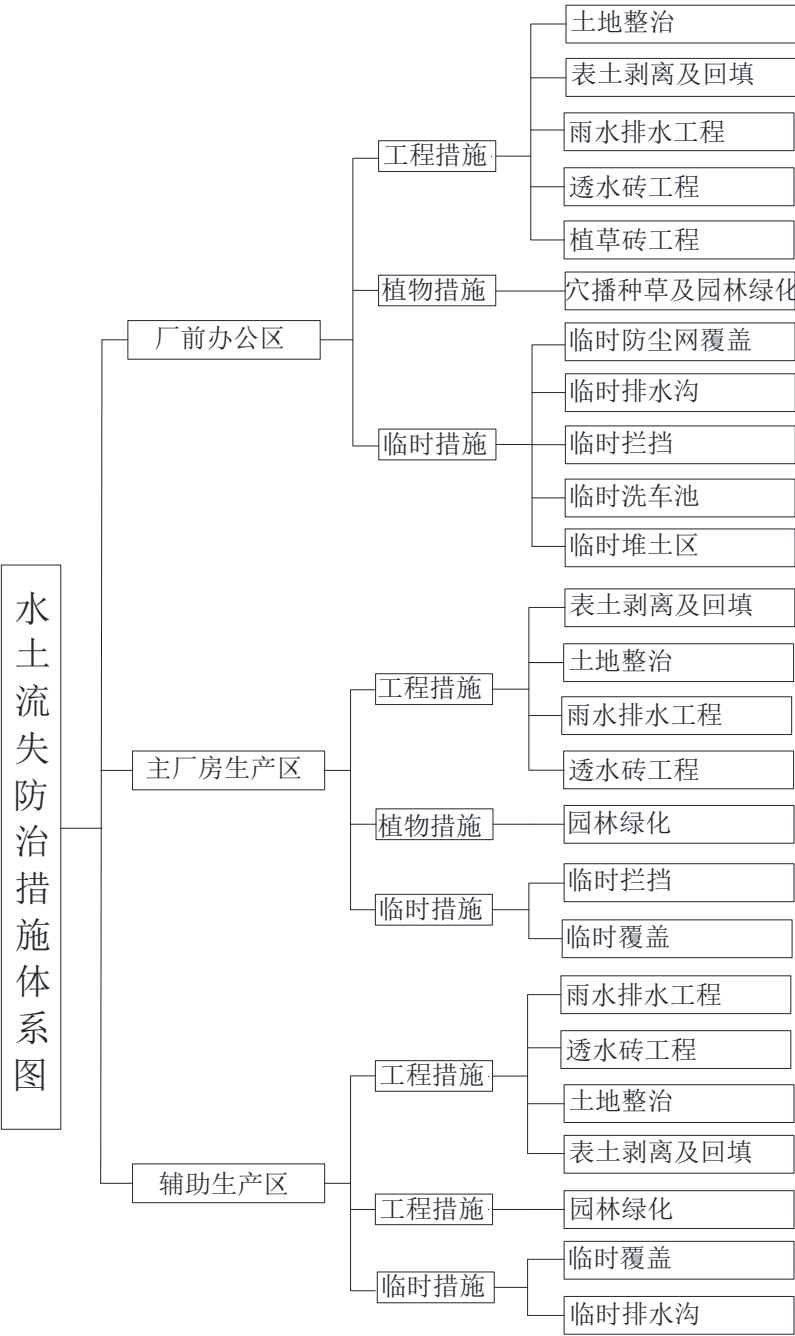 水土流失防治措施体系图
厂前办公区
工程措施
土地整治
表土剥离及回填
雨水排水工程
透水砖工程
植草砖工程
植物措施
穴播种草及园林绿化
临时措施
临时防尘网覆盖
临时排水沟
临时拦挡
临时洗车池
临时堆土区
主厂房生产区
工程措施
表土剥离及回填
土地整治
雨水排水工程
透水砖工程
植物措施
园林绿化
临时措施
临时拦挡
临时覆盖
辅助生产区
工程措施
雨水排水工程
透水砖工程
土地整治
表土剥离及回填
工程措施
园林绿化
临时措施
临时覆盖
临时排水沟